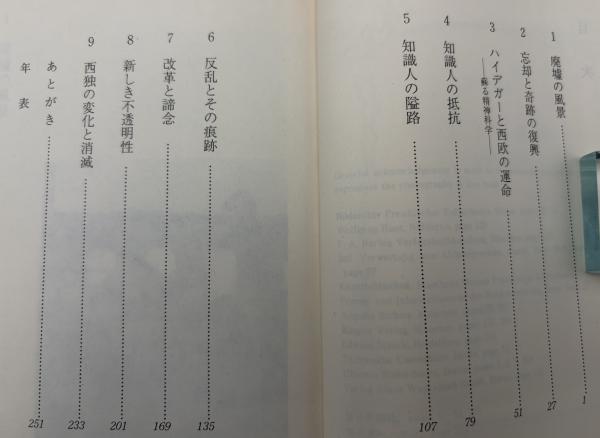 1 廃墟の風景 1
2 忘却と奇跡の復興 27
3 ハイデガーと西欧の運命 51
——蘇る精神科学——
4 知識人の抵抗 79
5 知識人の隘路 107
6 反乱とその痕跡 135
7 改革と諦念 169
8 新しき不透明性 201
9 西独の変化と消滅 233
あとがき 251
年表